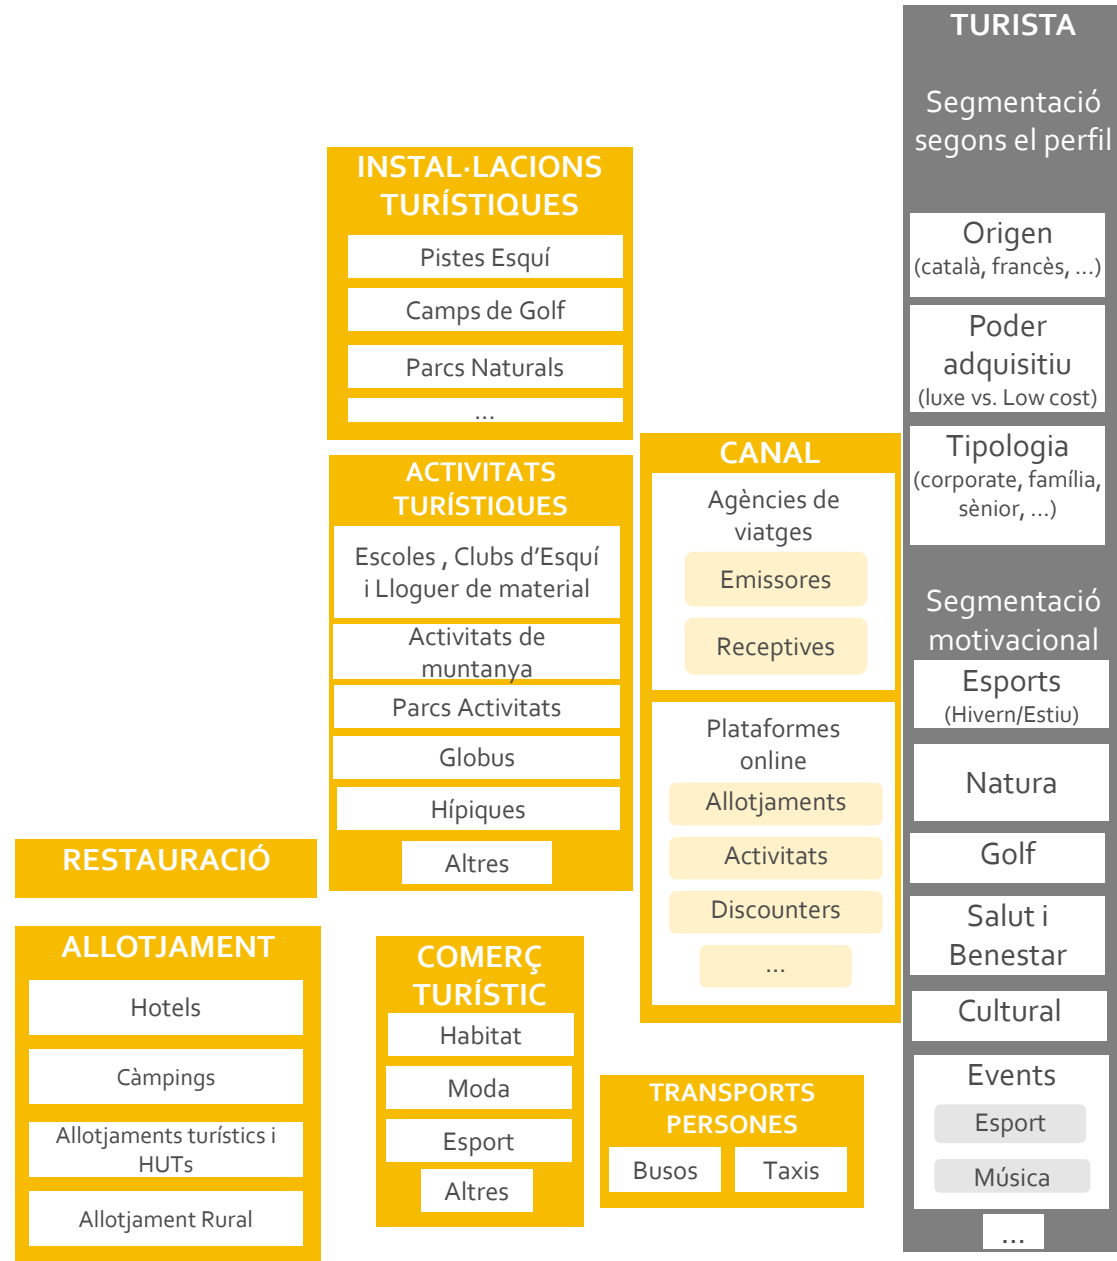 INSTAL·LACIONS
TURÍSTIQUES
Pistes Esquí
Camps de Golf
Parcs Naturals
...
ACTIVITATS
TURÍSTIQUES
Escoles , Clubs d'Esquí
i Lloguer de material
Activitats de
muntanya
Parcs Activitats
Globus
Hípiques
Altres
RESTAURACIÓ
ALLOTJAMENT
Hotels
Càmpings
Allotjaments turístics i
HUTs
Allotjament Rural
COMERÇ
TURÍSTIC
Habitat
Moda
Esport
Altres
CANAL
Agències de
viatges
Emissores
Receptives
Plataformes
online
Allotjaments
Activitats
Discounters
...
TRANSPORTS
PERSONES
Busos
Taxis
TURISTA
Segmentació
segons el perfil
Origen
(català, francès, ...)
Poder
adquisitiu
(luxe vs. Low cost)
Tipologia
(corporate, família,
sènior, ...)
Segmentació
motivacional
Esports
(Hivern/Estiu)
Natura
Golf
Salut i
Benestar
Cultural
Events
Esport
Música
...